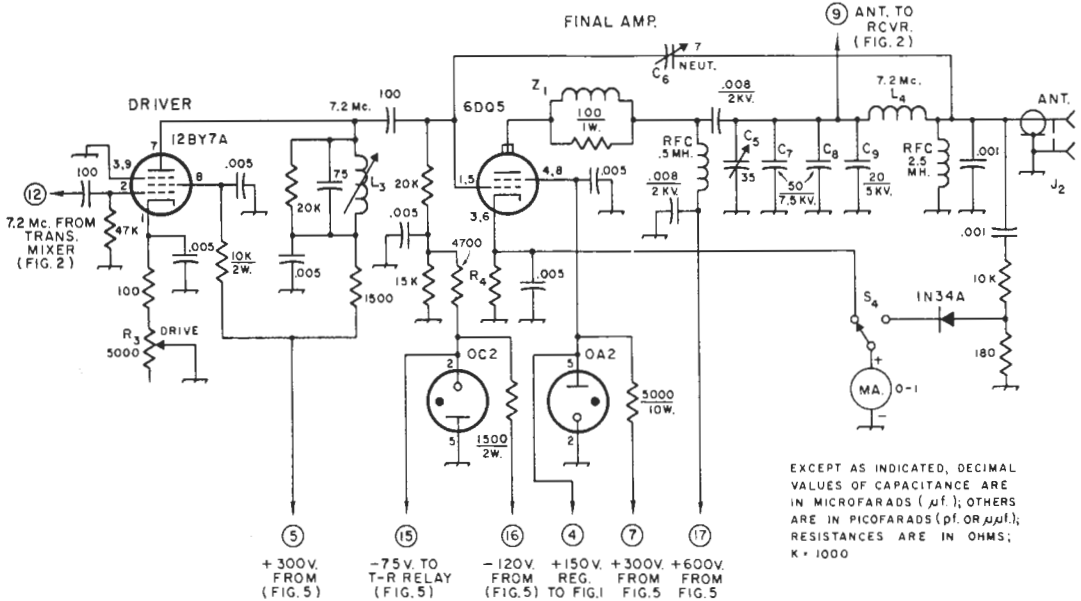 FINAL AMP.
9 ANT. TO
RCVR.
(FIG. 2)
7
C6
NEUT.
DRIVER
12BY7A
7.2 Mc.
100
6DQ5
Z1
100
1W.
.008
2KV.
7.2 Mc.
L4
ANT.
7
3,9
2
8
1
.005
100
12
7.2 Mc. FROM
TRANS.
MIXER
(FIG. 2)
47K
20K
75
L3
20K
1,5
4,8
3,6
.005
RFC
.5 MH.
.008
2 KV.
C5
35
C7
50
7.5 KV.
C8
C9
20
5KV.
RFC
2.5
MH.
.001
J2
.005
10K
2W.
.005
1500
.005
15K
4700
R4
.005
.001
10K
100
R3
5000
DRIVE
S4
1N34A
180
2
OC2
5
1500
2W.
5
OA2
2
5000
10W.
+
MA.
0-1
-
EXCEPT AS INDICATED, DECIMAL
VALUES OF CAPACITANCE ARE
IN MICROFARADS (μf.); OTHERS
ARE IN PICOFARADS (pf. OR μμf.);
RESISTANCES ARE IN OHMS;
K = 1000
5
+300V.
FROM
(FIG. 5)
15
-75V. TO
T-R RELAY
(FIG. 5)
16
-120V.
FROM
(FIG. 5)
4
+150V.
REG.
TO FIG.1
7
+300V.
FROM
FIG.5
17
+600V.
FROM
FIG.5